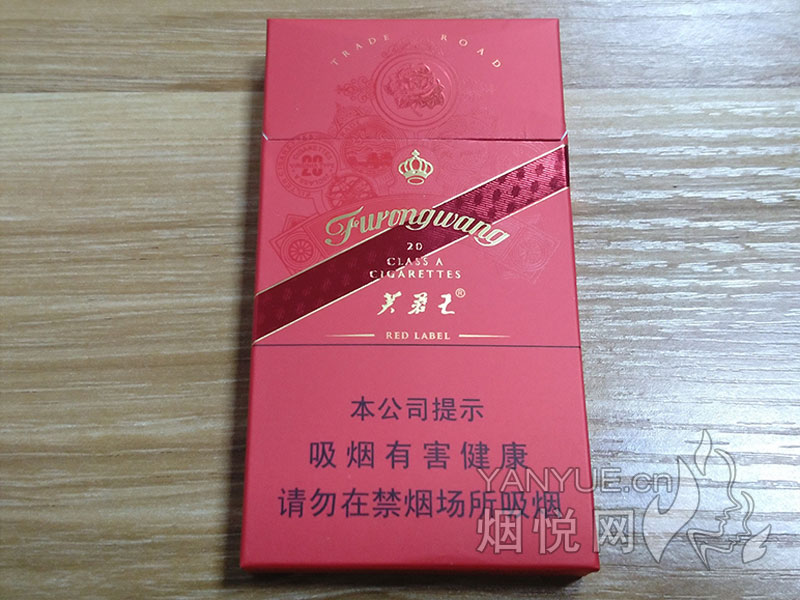 TRADE ROAD
20
Furongwang
20
CLASS A
CIGARETTES
芙蓉王®
RED LABEL
本公司提示
吸烟有害健康
请勿在禁烟场所吸烟
YANYUE.cn
烟悦网